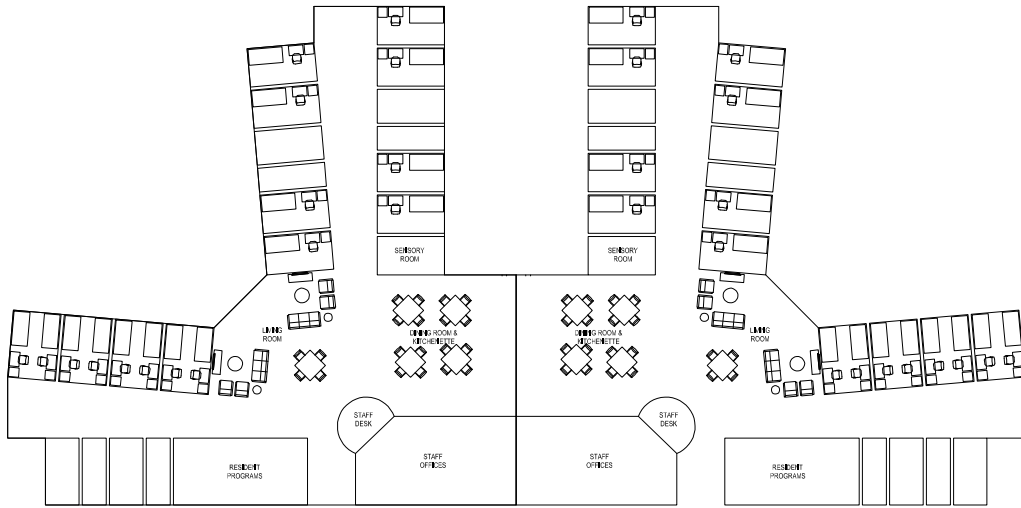 SENSORY
ROOM
SENSORY
ROOM
LIVING
ROOM
DINING ROOM &
KITCHENETTE
DINING ROOM &
KITCHENETTE
LIVING
ROOM
STAFF
DESK
STAFF
DESK
RESIDENT
PROGRAMS
STAFF
OFFICES
STAFF
OFFICES
RESIDENT
PROGRAMS